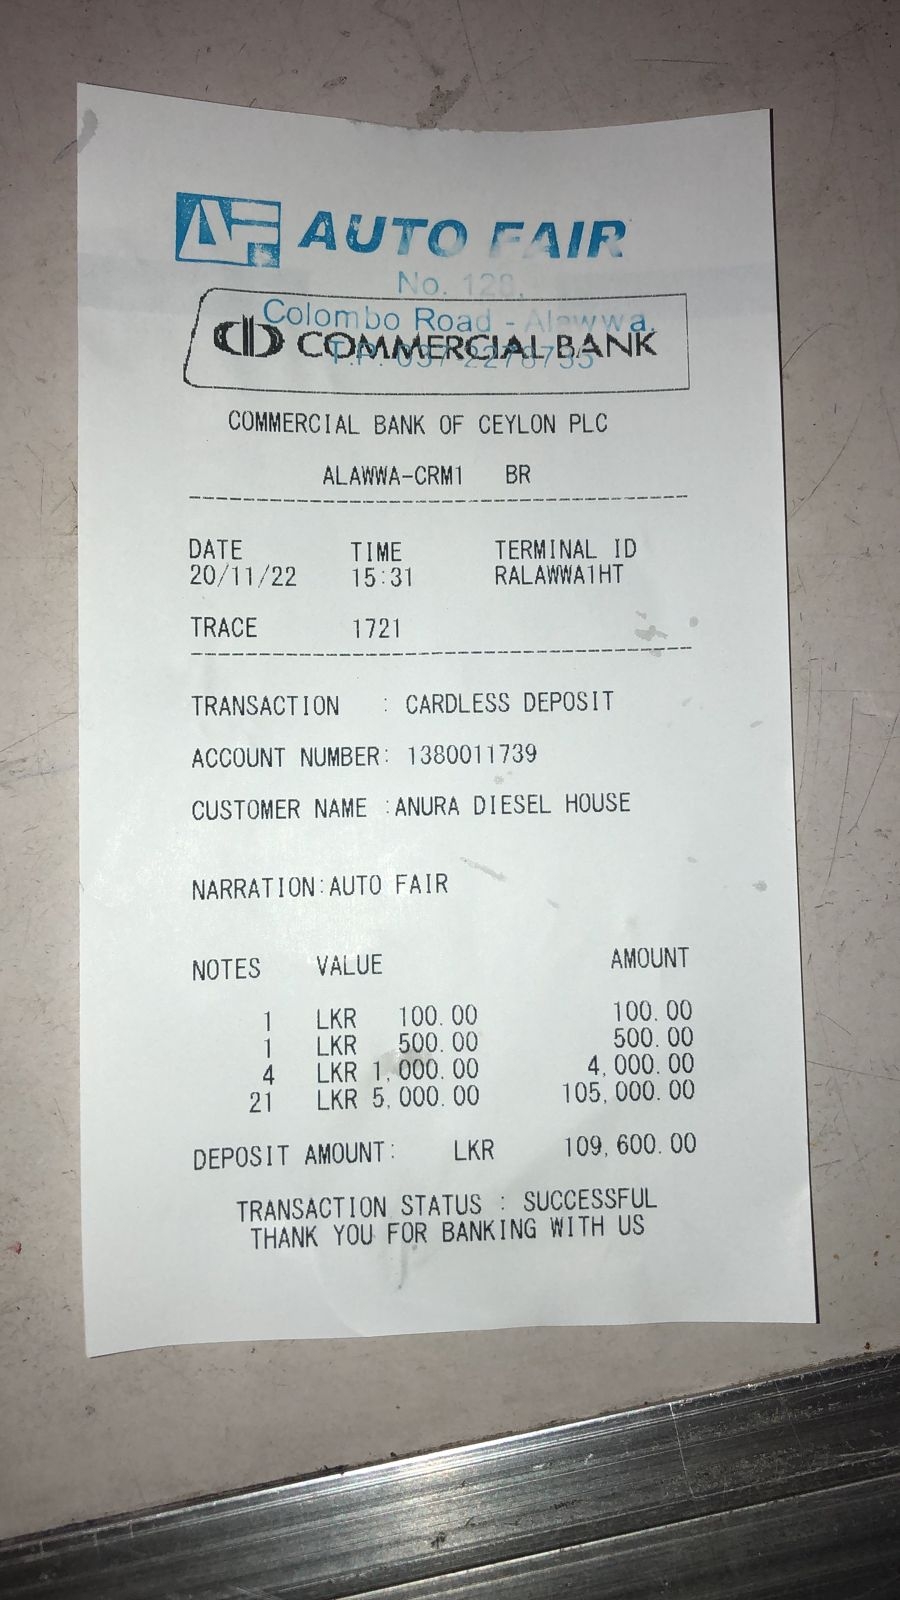 AF AUTO FAIR
No. 128,
Colombo Road - Alawwa.
COMMERCIAL BANK
T.P. 037 2278735
COMMERCIAL BANK OF CEYLON PLC
ALAWWA-CRM1 BR
DATE TIME TERMINAL ID
20/11/22 15:31 RALAWWA1HT
TRACE 1721
TRANSACTION : CARDLESS DEPOSIT
ACCOUNT NUMBER: 1380011739
CUSTOMER NAME :ANURA DIESEL HOUSE
NARRATION:AUTO FAIR
NOTES VALUE AMOUNT
1 LKR 100.00 100.00
1 LKR 500.00 500.00
4 LKR 1,000.00 4,000.00
21 LKR 5,000.00 105,000.00
DEPOSIT AMOUNT: LKR 109,600.00
TRANSACTION STATUS : SUCCESSFUL
THANK YOU FOR BANKING WITH US